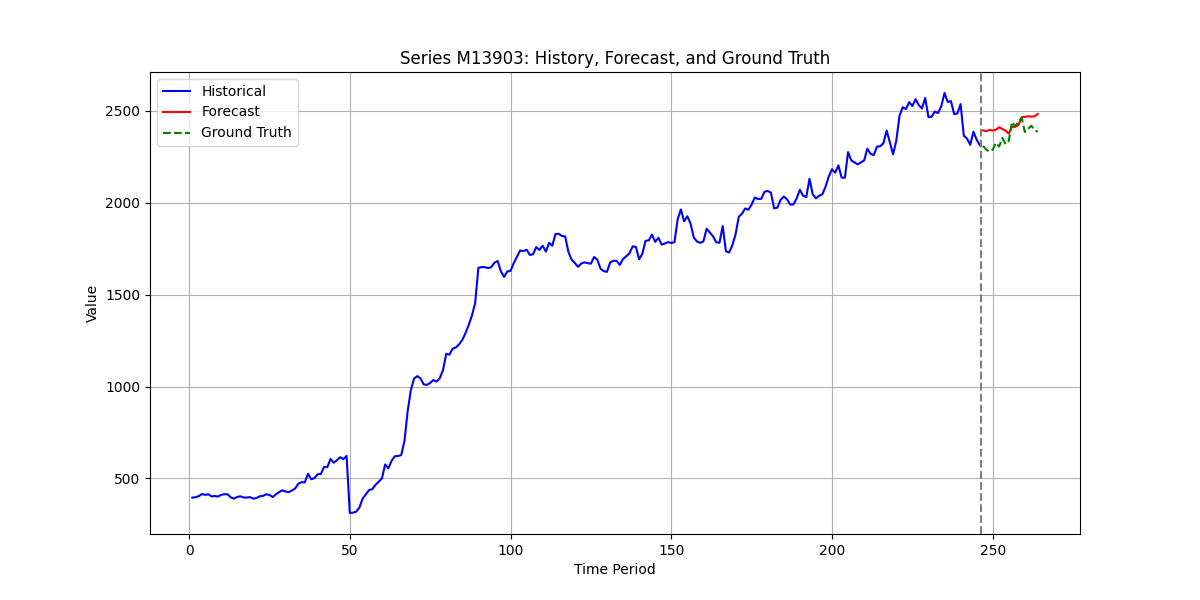 Series M13903: History, Forecast, and Ground Truth
Historical
Forecast
Ground Truth
Value
2500
2000
1500
1000
500
0
50
100
150
200
250
Time Period